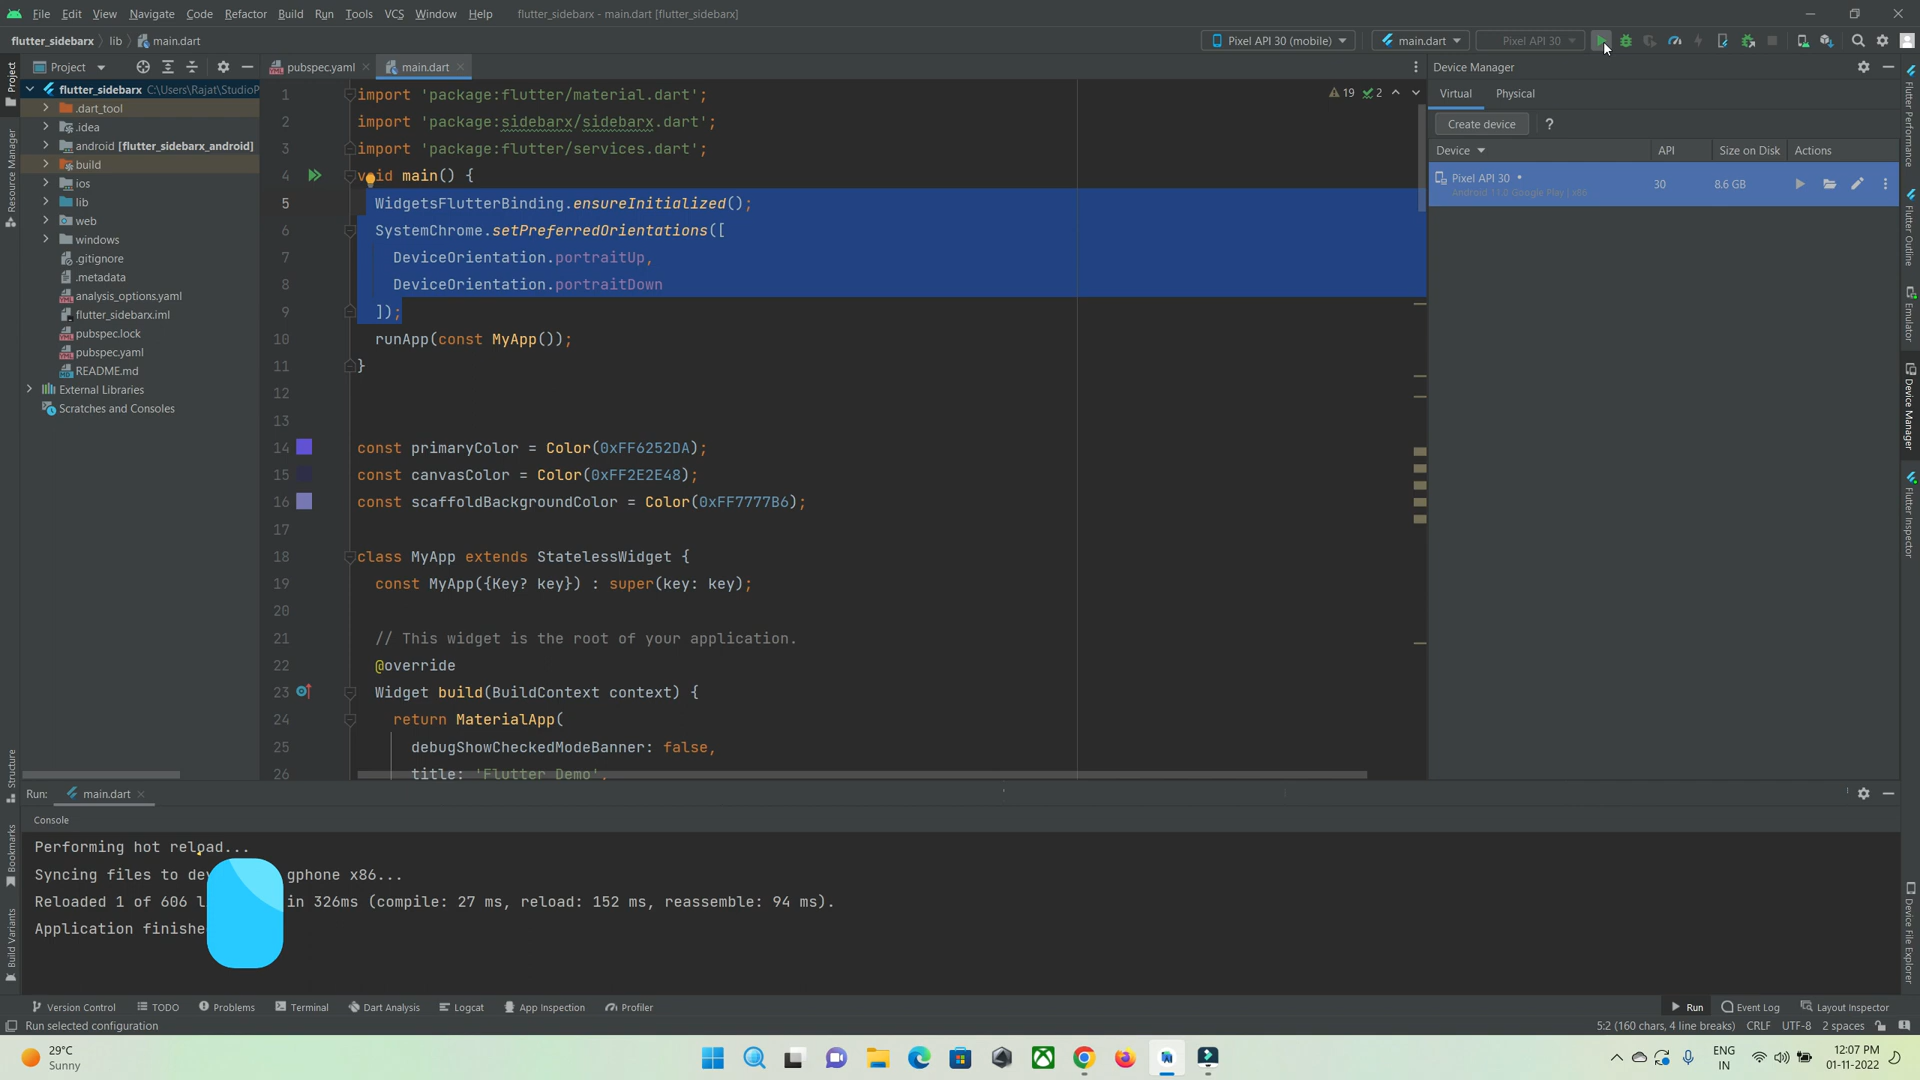 File Edit View Navigate Code Refactor Build Run Tools VCS Window Help flutter_sidebarx - main.dart [flutter_sidebarx]
flutter_sidebarx lib main.dart Pixel API 30 (mobile) main.dart Pixel API 30
Project pubspec.yaml main.dart Device Manager
Virtual Physical
Create device ?
Device API Size on Disk Actions
Pixel API 30 30 8.6 GB
Android 11.0 Google Play | x86
flutter_sidebarx C:\Users\Rajat\StudioP
.dart_tool
.idea
android [flutter_sidebarx_android]
build
ios
lib
web
windows
.gitignore
.metadata
analysis_options.yaml
flutter_sidebarx.iml
pubspec.lock
pubspec.yaml
README.md
External Libraries
Scratches and Consoles
19 2
1 import 'package:flutter/material.dart';
2 import 'package:sidebarx/sidebarx.dart';
3 import 'package:flutter/services.dart';
4 void main() {
5 WidgetsFlutterBinding.ensureInitialized();
6 SystemChrome.setPreferredOrientations([
7 DeviceOrientation.portraitUp,
8 DeviceOrientation.portraitDown
9 ]);
10 runApp(const MyApp());
11 }
12
13
14 const primaryColor = Color(0xFF6252DA);
15 const canvasColor = Color(0xFF2E2E48);
16 const scaffoldBackgroundColor = Color(0xFF7777B6);
17
18 class MyApp extends StatelessWidget {
19 const MyApp({Key? key}) : super(key: key);
20
21 // This widget is the root of your application.
22 @override
23 Widget build(BuildContext context) {
24 return MaterialApp(
25 debugShowCheckedModeBanner: false,
26 title: 'Flutter Demo',
Project
Resource Manager
Structure
Bookmarks
Build Variants
Flutter Performance
Flutter Outline
Emulator
Device Manager
Flutter Inspector
Device File Explorer
Run: main.dart
Console
Performing hot reload...
Syncing files to dev gphone x86...
Reloaded 1 of 606 l in 326ms (compile: 27 ms, reload: 152 ms, reassemble: 94 ms).
Application finishe
Version Control TODO Problems Terminal Dart Analysis Logcat App Inspection Profiler Run Event Log Layout Inspector
Run selected configuration 5:2 (160 chars, 4 line breaks) CRLF UTF-8 2 spaces
29°C
Sunny
ENG
IN
12:07 PM
01-11-2022